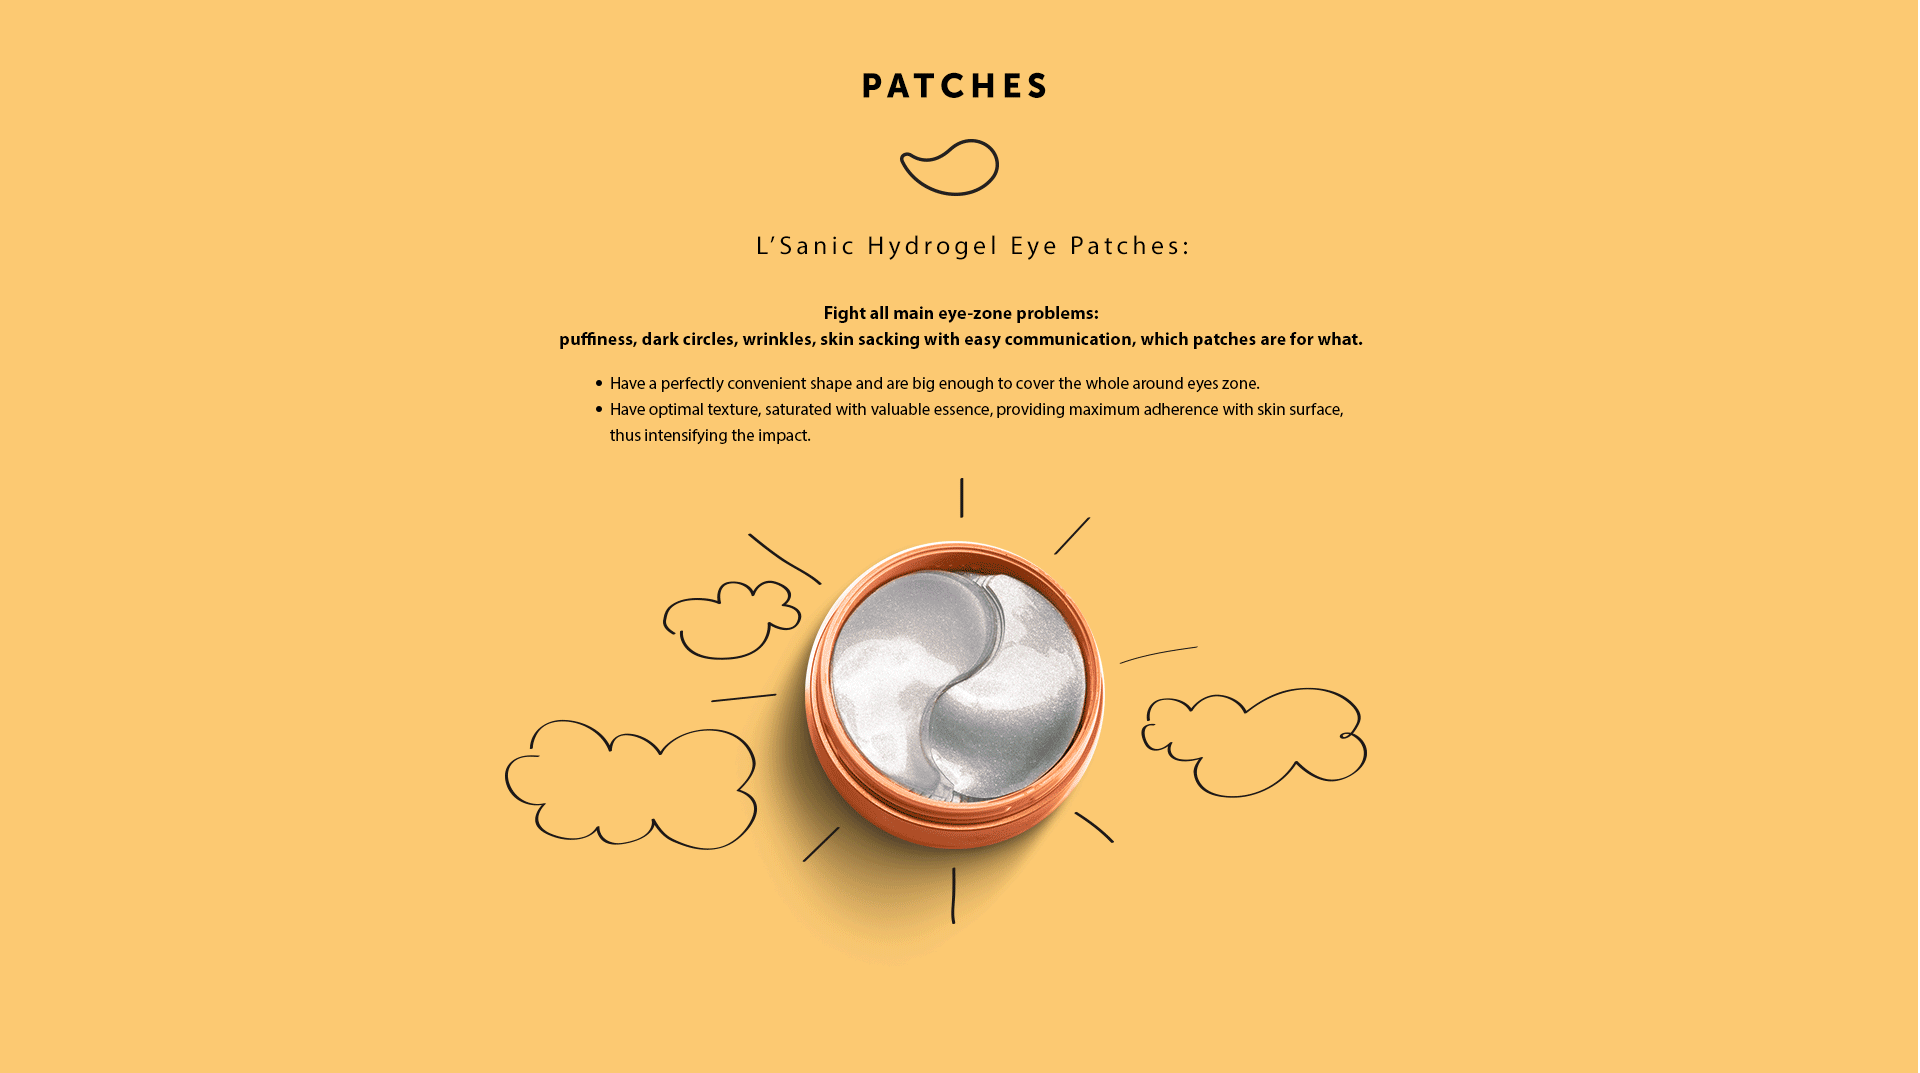 PATCHES
L’Sanic Hydrogel Eye Patches:
Fight all main eye-zone problems:
puffiness, dark circles, wrinkles, skin sacking with easy communication, which patches are for what.
• Have a perfectly convenient shape and are big enough to cover the whole around eyes zone.
• Have optimal texture, saturated with valuable essence, providing maximum adherence with skin surface,
thus intensifying the impact.